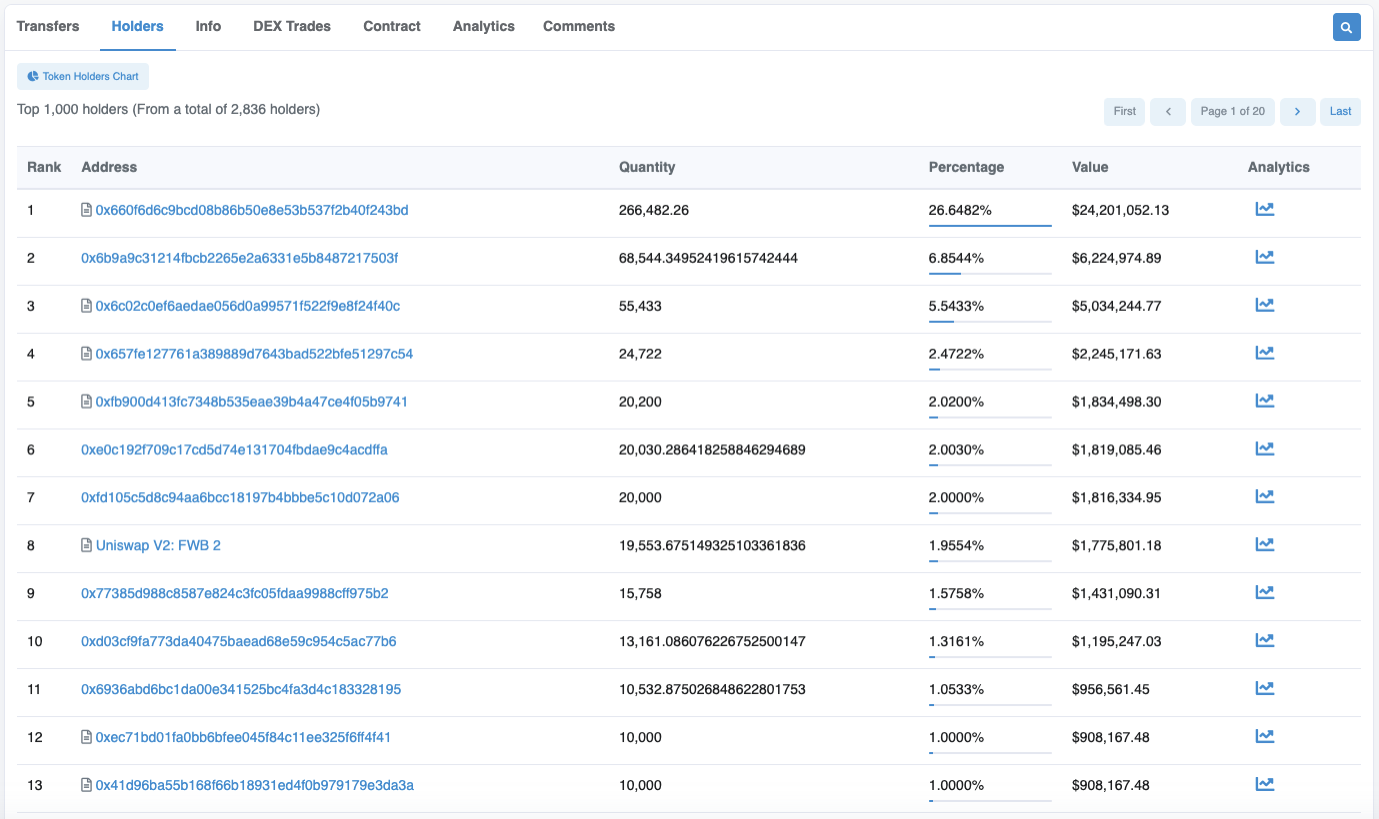 Transfers Holders Info DEX Trades Contract Analytics Comments
Token Holders Chart
Top 1,000 holders (From a total of 2,836 holders)
First Page 1 of 20 Last
Rank Address Quantity Percentage Value Analytics
1 0x660f6d6c9bcd08b86b50e8e53b537f2b40f243bd 266,482.26 26.6482% $24,201,052.13
2 0x6b9a9c31214fbcb2265e2a6331e5b8487217503f 68,544.34952419615742444 6.8544% $6,224,974.89
3 0x6c02c0ef6aedae056d0a99571f522f9e8f24f40c 55,433 5.5433% $5,034,244.77
4 0x657fe127761a389889d7643bad522bfe51297c54 24,722 2.4722% $2,245,171.63
5 0xfb900d413fc7348b535eae39b4a47ce4f05b9741 20,200 2.0200% $1,834,498.30
6 0xe0c192f709c17cd5d74e131704fbdae9c4acdffa 20,030.286418258846294689 2.0030% $1,819,085.46
7 0xfd105c5d8c94aa6bcc18197b4bbbe5c10d072a06 20,000 2.0000% $1,816,334.95
8 Uniswap V2: FWB 2 19,553.675149325103361836 1.9554% $1,775,801.18
9 0x77385d988c8587e824c3fc05fdaa9988cff975b2 15,758 1.5758% $1,431,090.31
10 0xd03cf9fa773da40475baead68e59c954c5ac77b6 13,161.086076226752500147 1.3161% $1,195,247.03
11 0x6936abd6bc1da00e341525bc4fa3d4c183328195 10,532.875026848622801753 1.0533% $956,561.45
12 0xec71bd01fa0bb6bfee045f84c11ee325f6ff4f41 10,000 1.0000% $908,167.48
13 0x41d96ba55b168f66b18931ed4f0b979179e3da3a 10,000 1.0000% $908,167.48